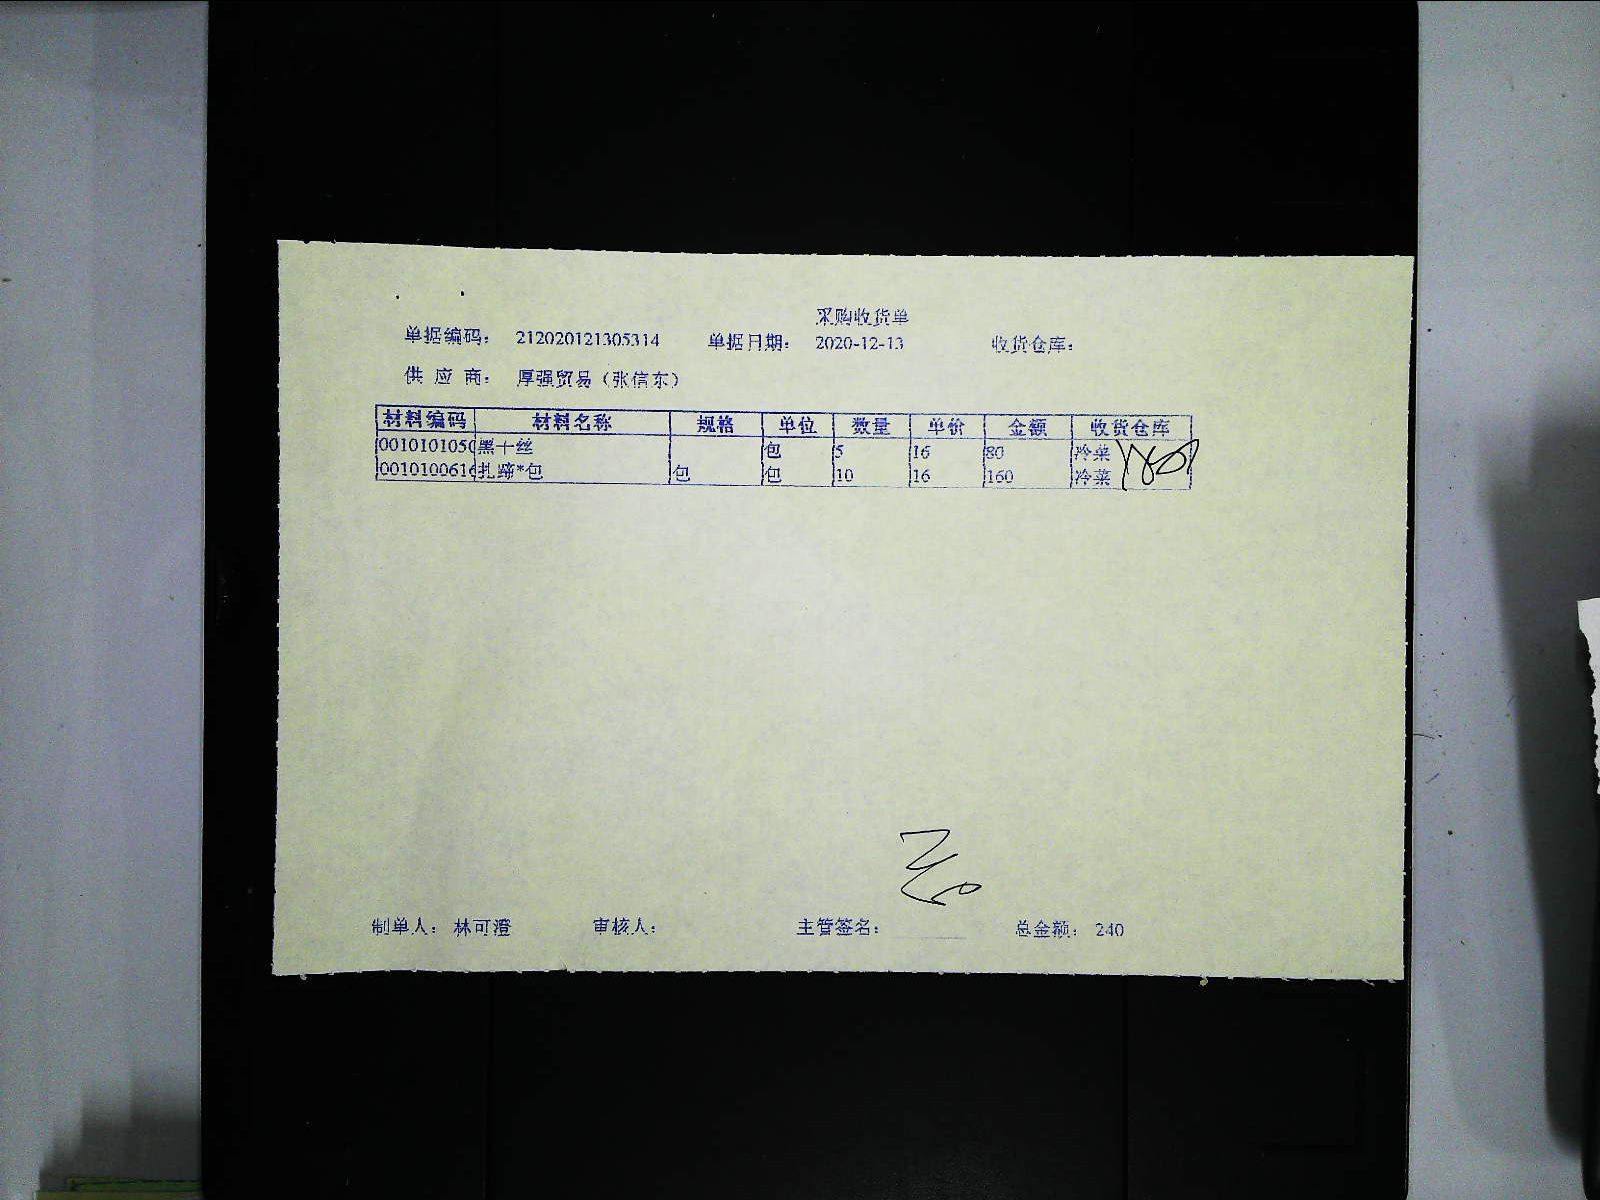 采购收货单
单据编码： 212020121305314 单据日期： 2020-12-13 收货仓库：
供 应 商： 厚强贸易（张信东）
材料编码 材料名称 规格 单位 数量 单价 金额 收货仓库
001010105 黑千丝 包 5 16 80 冷菜
001010061 扎蹄*包 包 包 10 16 160 冷菜
制单人： 林可澄 审核人： 主管签名： 总金额： 240